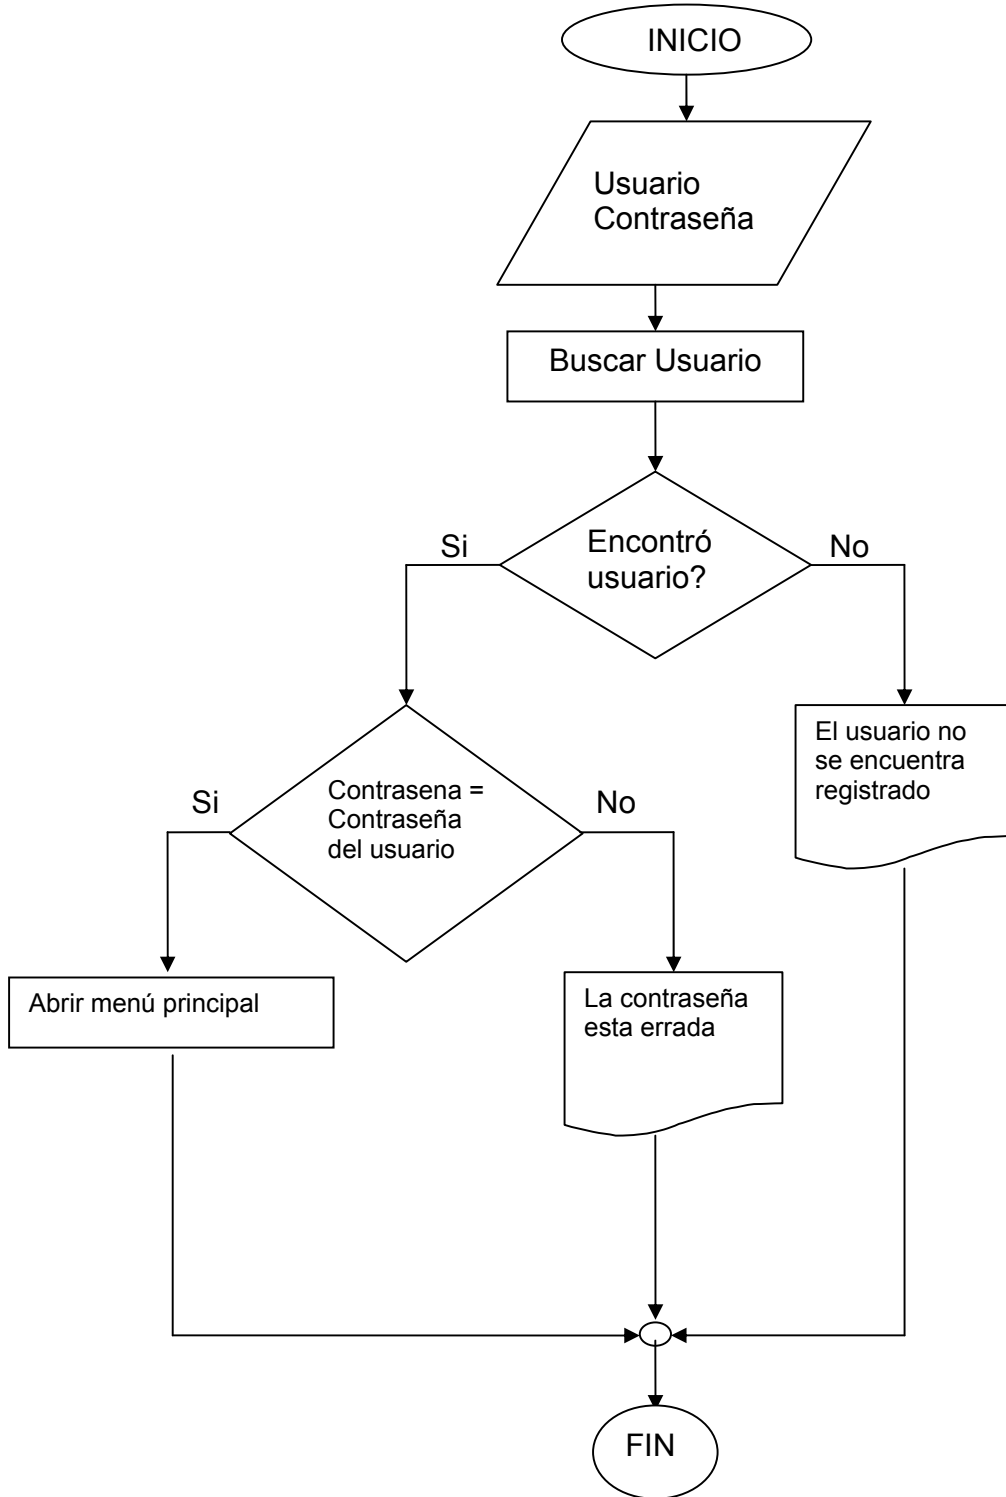 INICIO
Usuario
Contraseña
Buscar Usuario
Encontró
usuario?
Si
No
El usuario no
se encuentra
registrado
Contrasena =
Contraseña
del usuario
Si
No
Abrir menú principal
La contraseña
esta errada
FIN